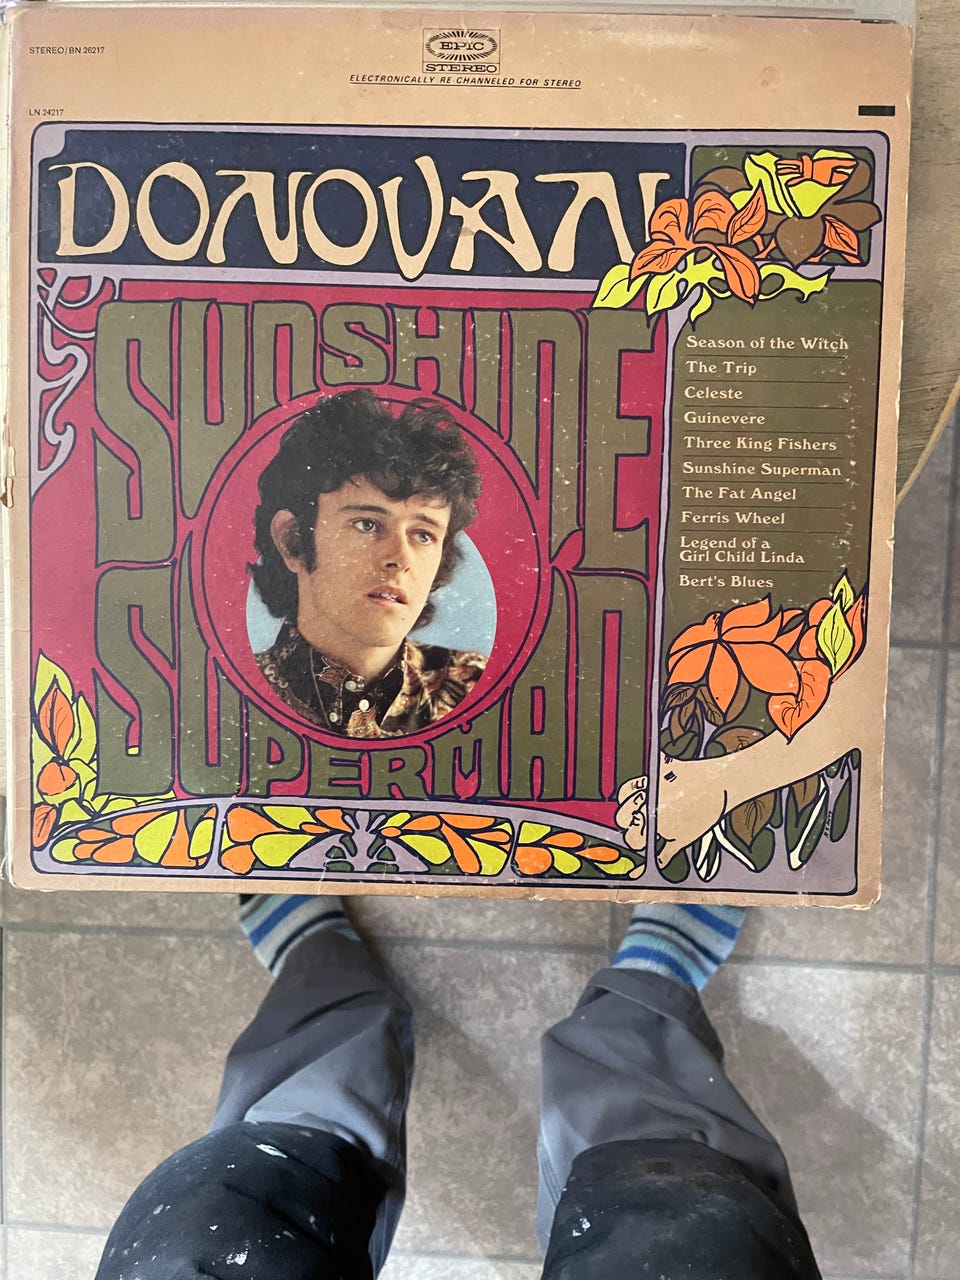 STEREO/BN 26217
EPIC
STEREO
ELECTRONICALLY RE-CHANNELED FOR STEREO
LN 24217
DONOVAN
SUNSHINE
SUPERMAN
Season of the Witch
The Trip
Celeste
Guinevere
Three King Fishers
Sunshine Superman
The Fat Angel
Ferris Wheel
Legend of a
Girl Child Linda
Bert's Blues